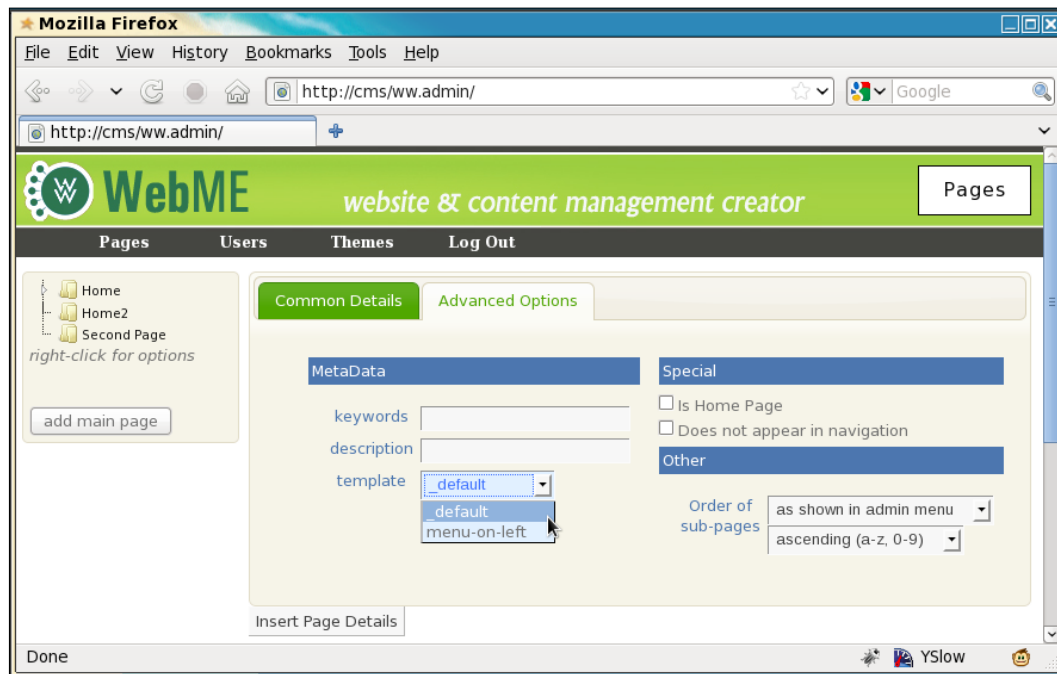 Mozilla Firefox
File Edit View History Bookmarks Tools Help
http://cms/ww.admin/ Google
http://cms/ww.admin/
W WebME website & content management creator Pages
Pages Users Themes Log Out
Home
Home2
Second Page
right-click for options
add main page
Common Details Advanced Options
MetaData
keywords
description
template _default
_default
menu-on-left
Special
Is Home Page
Does not appear in navigation
Other
Order of sub-pages
as shown in admin menu
ascending (a-z, 0-9)
Insert Page Details
Done YSlow